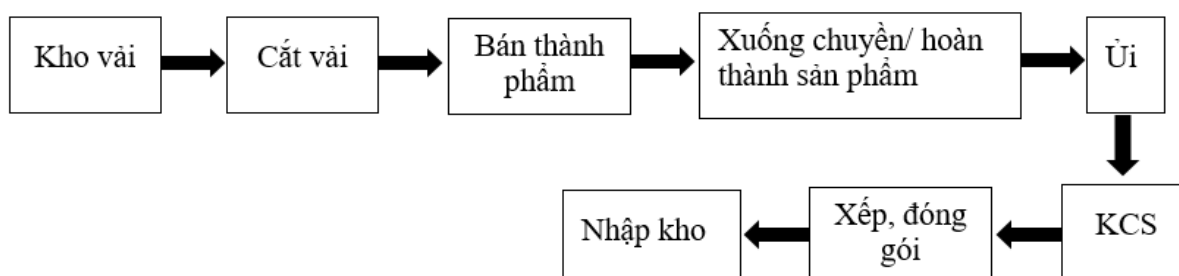 Kho vải
Cắt vải
Bán thành
phẩm
Xuống chuyền/ hoàn
thành sản phẩm
Ủi
KCS
Xếp, đóng
gói
Nhập kho